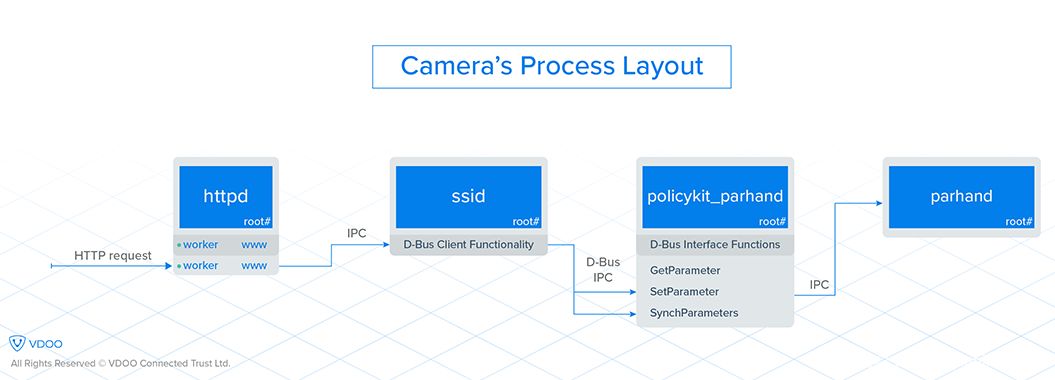 Camera's Process Layout
httpd
root#
worker www
worker www
HTTP request
IPC
ssid
root#
D-Bus Client Functionality
D-Bus
IPC
policykit_parhand
root#
D-Bus Interface Functions
GetParameter
SetParameter
SynchParameters
IPC
parhand
root#
VDOO
All Rights Reserved © VDOO Connected Trust Ltd.